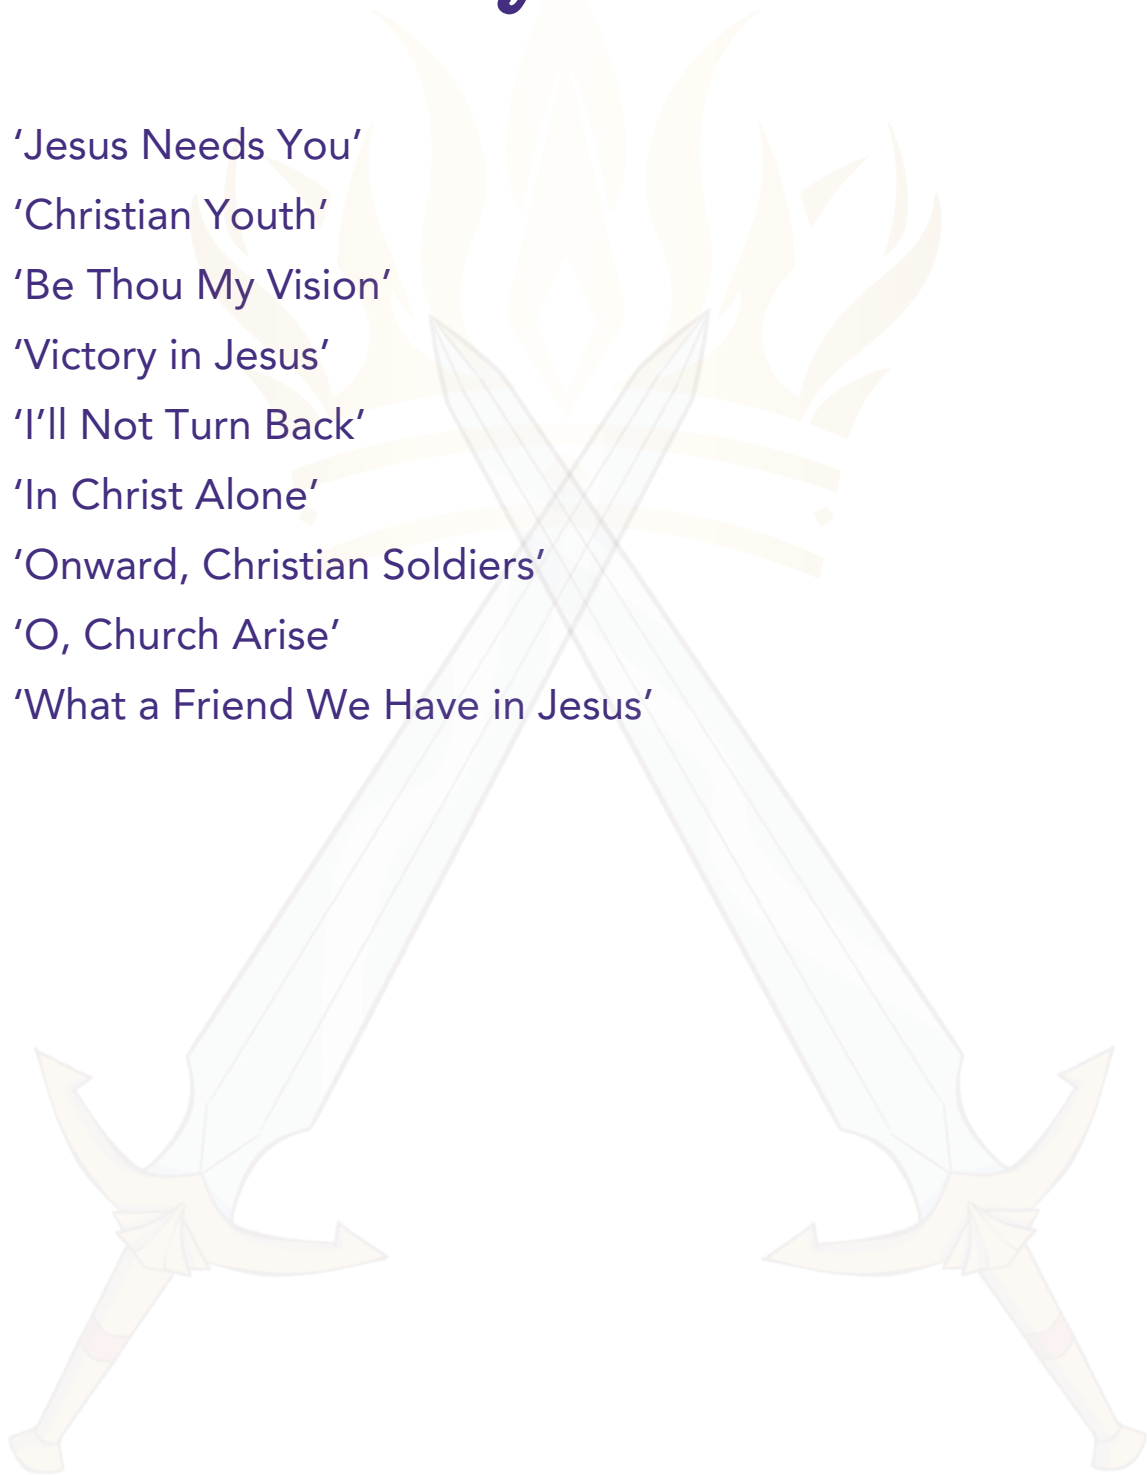 ‘Jesus Needs You’
‘Christian Youth’
‘Be Thou My Vision’
‘Victory in Jesus’
‘I’ll Not Turn Back’
‘In Christ Alone’
‘Onward, Christian Soldiers’
‘O, Church Arise’
‘What a Friend We Have in Jesus’